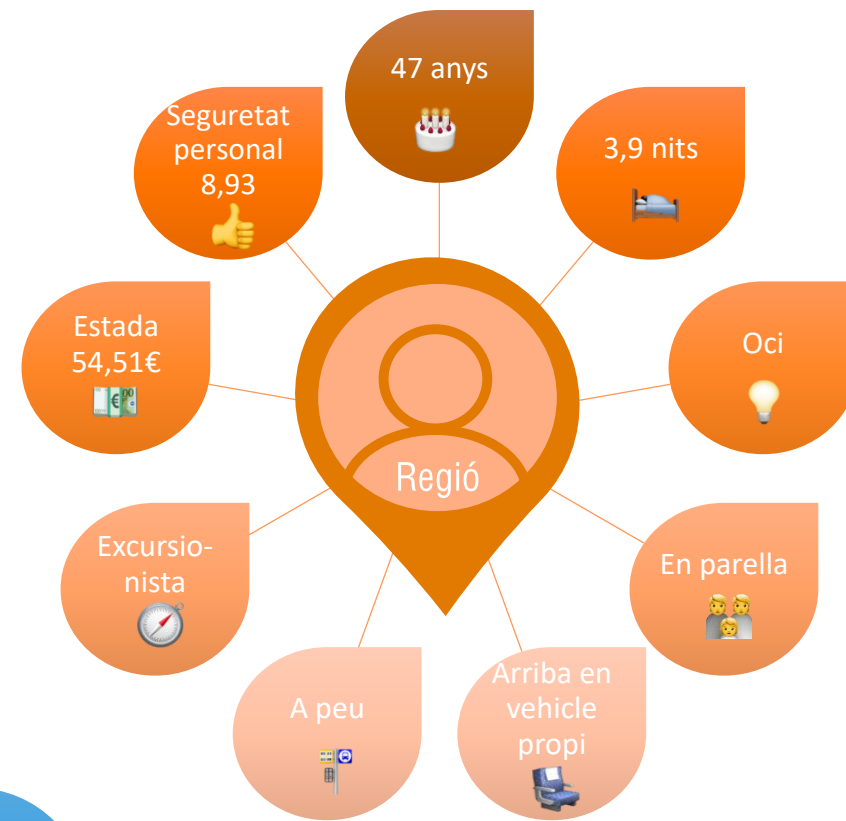 47 anys
Seguretat
personal
8,93
3,9 nits
Estada
54,51€
Oci
Regió
Excursio-
nista
En parella
A peu
Arriba en
vehicle
propi